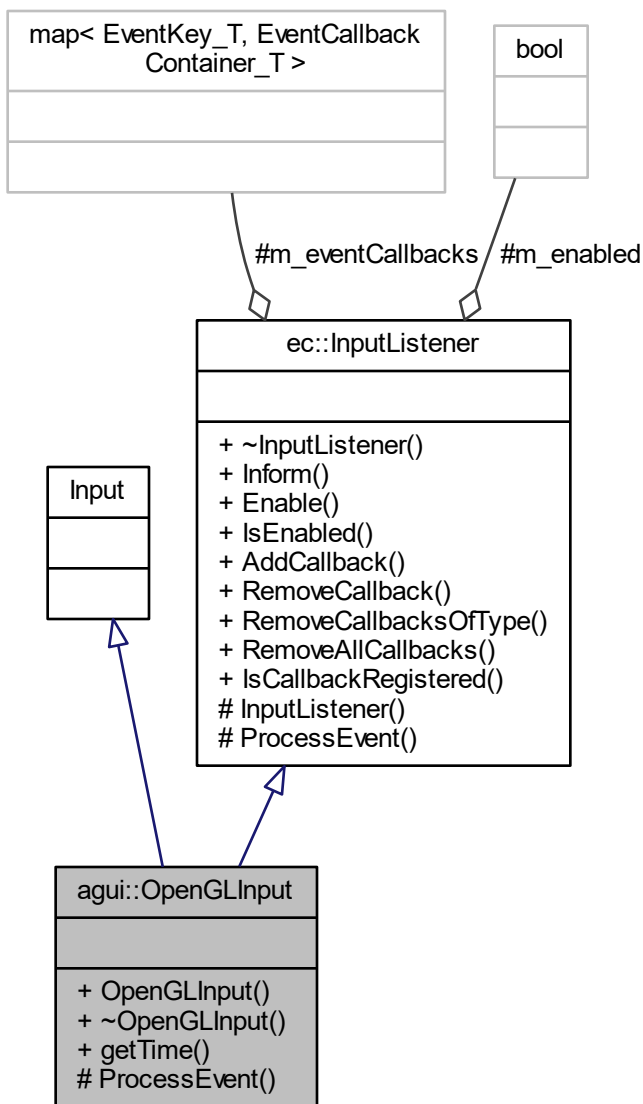 map< EventKey_T, EventCallback
Container_T >
bool
#m_eventCallbacks
#m_enabled
ec::InputListener
+ ~InputListener()
+ Inform()
+ Enable()
+ IsEnabled()
+ AddCallback()
+ RemoveCallback()
+ RemoveCallbacksOfType()
+ RemoveAllCallbacks()
+ IsCallbackRegistered()
# InputListener()
# ProcessEvent()
Input
agui::OpenGLInput
+ OpenGLInput()
+ ~OpenGLInput()
+ getTime()
# ProcessEvent()